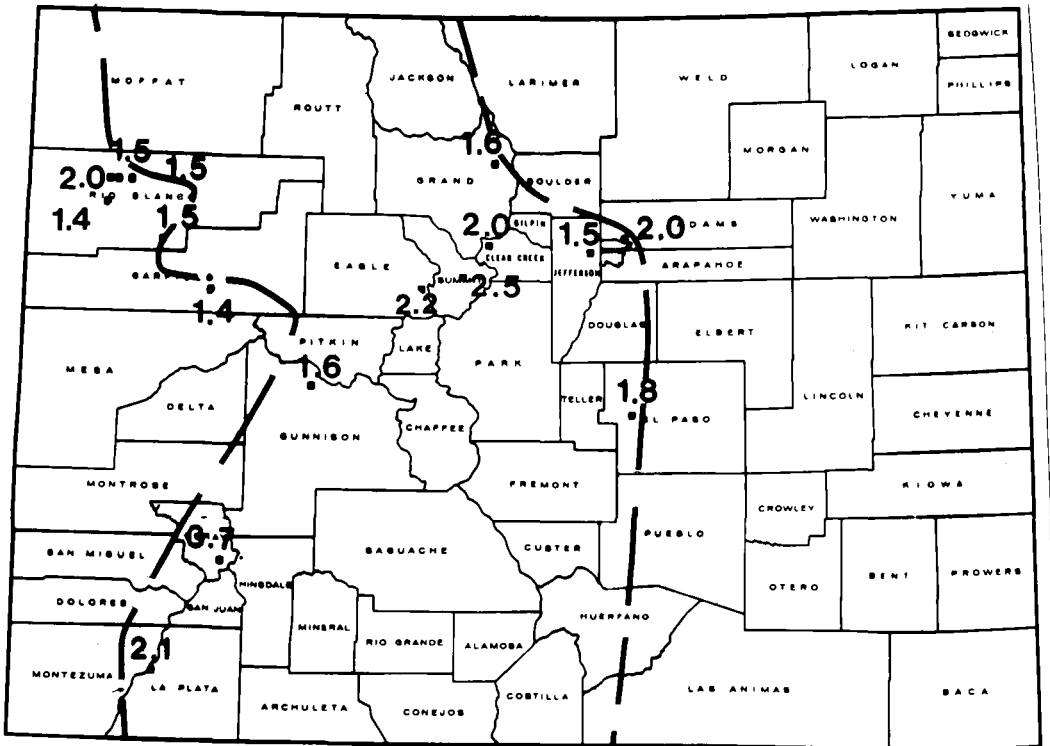 SEDGWICK
LOGAN
JACKSON
LARIMER
WELD
MOFFAT
PHILLIPS
ROUTT
1.6
MORGAN
1.5
1.5
2.0
GRAND
BOULDER
RIO BLANCO
YUMA
1.4
1.5
2.0
GILPIN
1.5
2.0
ADAMS
WASHINGTON
CLEAR CREEK
EAGLE
JEFFERSON
ARAPAHOE
SUMMIT
2.5
2.2
1.4
DOUGLAS
ELBERT
KIT CARSON
PITKIN
LAKE
PARK
MESA
1.6
1.8
TELLER
LINCOLN
DELTA
EL PASO
CHEYENNE
GUNNISON
CHAFFEE
MONTROSE
FREMONT
KIOWA
CROWLEY
PUEBLO
SAN MIGUEL
SAGUACHE
CUSTER
HINSDALE
OTERO
BENT
PROWERS
DOLORES
SAN JUAN
HUERFANO
MINERAL
RIO GRANDE
ALAMOSA
2.1
MONTEZUMA
LA PLATA
LAS ANIMAS
BACA
COSTILLA
ARCHULETA
CONEJOS